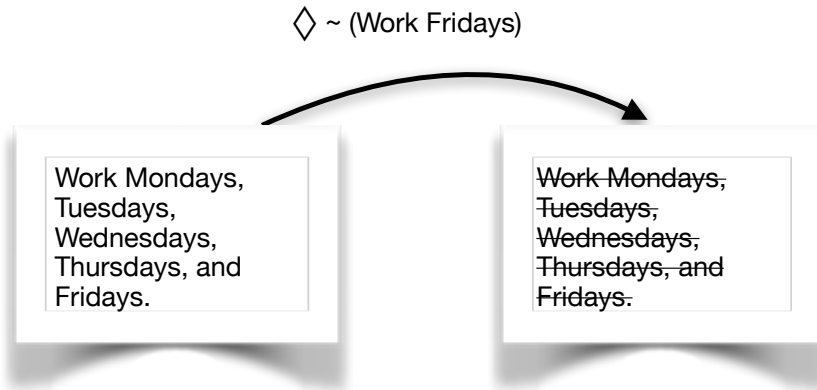 ◇ ~ (Work Fridays)
Work Mondays,
Tuesdays,
Wednesdays,
Thursdays, and
Fridays.
Work Mondays,
Tuesdays,
Wednesdays,
Thursdays, and
Fridays.